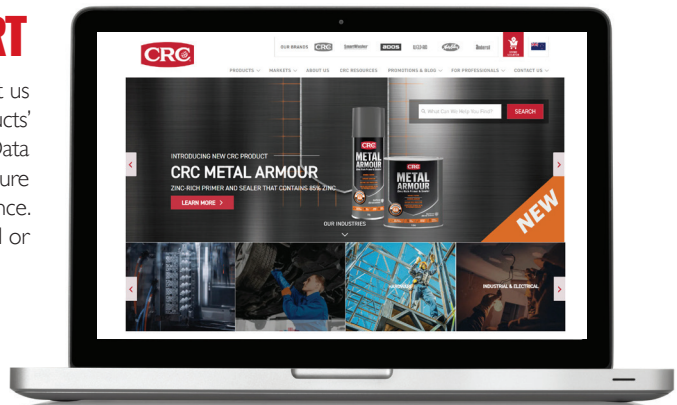 RT
t us
ucts'
Data
ure
nce.
l or
CRC
OUR BRANDS CRC
PRODUCTS MARKETS ABOUT US CRC RESOURCES PROMOTIONS & BLOG FOR PROFESSIONALS CONTACT US
What Can We Help You Find? SEARCH
INTRODUCING NEW CRC PRODUCT
CRC METAL ARMOUR
ZINC-RICH PRIMER AND SEALER THAT CONTAINS 85% ZINC
LEARN MORE >
CRC
METAL
ARMOUR
CRC
METAL
ARMOUR
NEW
OUR INDUSTRIES
HARDWARE
INDUSTRIAL & ELECTRICAL